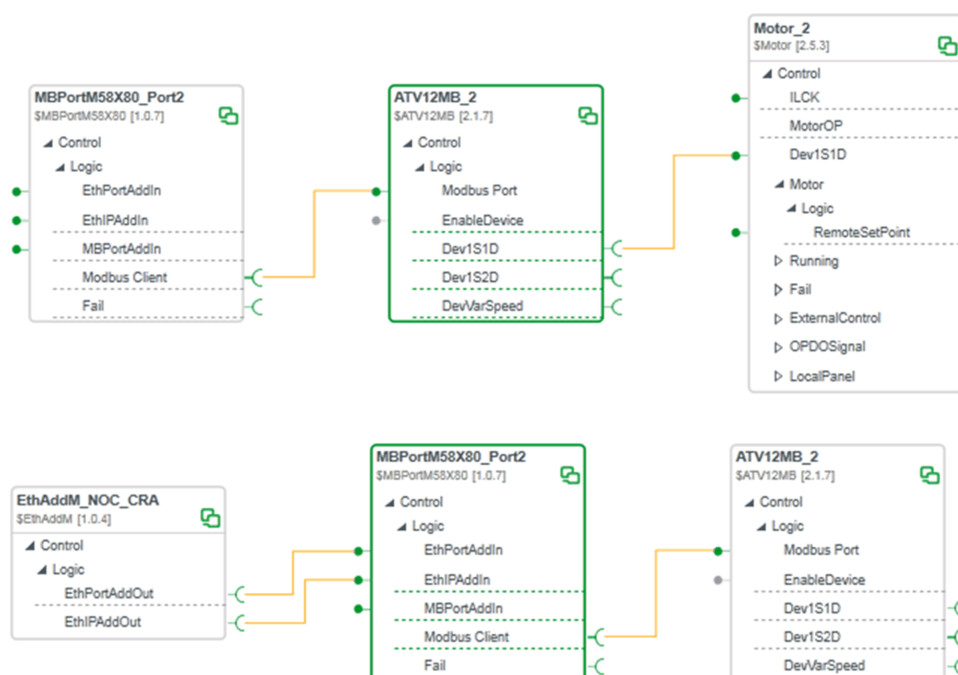 MBPortM58X80_Port2
$MBPortM58X80 [1.0.7]
Control
Logic
EthPortAddIn
EthIPAddIn
MBPortAddIn
Modbus Client
Fail
ATV12MB_2
$ATV12MB [2.1.7]
Control
Logic
Modbus Port
EnableDevice
Dev1S1D
Dev1S2D
DevVarSpeed
Motor_2
$Motor [2.5.3]
Control
ILCK
MotorOP
Dev1S1D
Motor
Logic
RemoteSetPoint
Running
Fail
ExternalControl
OPDOSignal
LocalPanel
EthAddM_NOC_CRA
$EthAddM [1.0.4]
Control
Logic
EthPortAddOut
EthIPAddOut
MBPortM58X80_Port2
$MBPortM58X80 [1.0.7]
Control
Logic
EthPortAddIn
EthIPAddIn
MBPortAddIn
Modbus Client
Fail
ATV12MB_2
$ATV12MB [2.1.7]
Control
Logic
Modbus Port
EnableDevice
Dev1S1D
Dev1S2D
DevVarSpeed